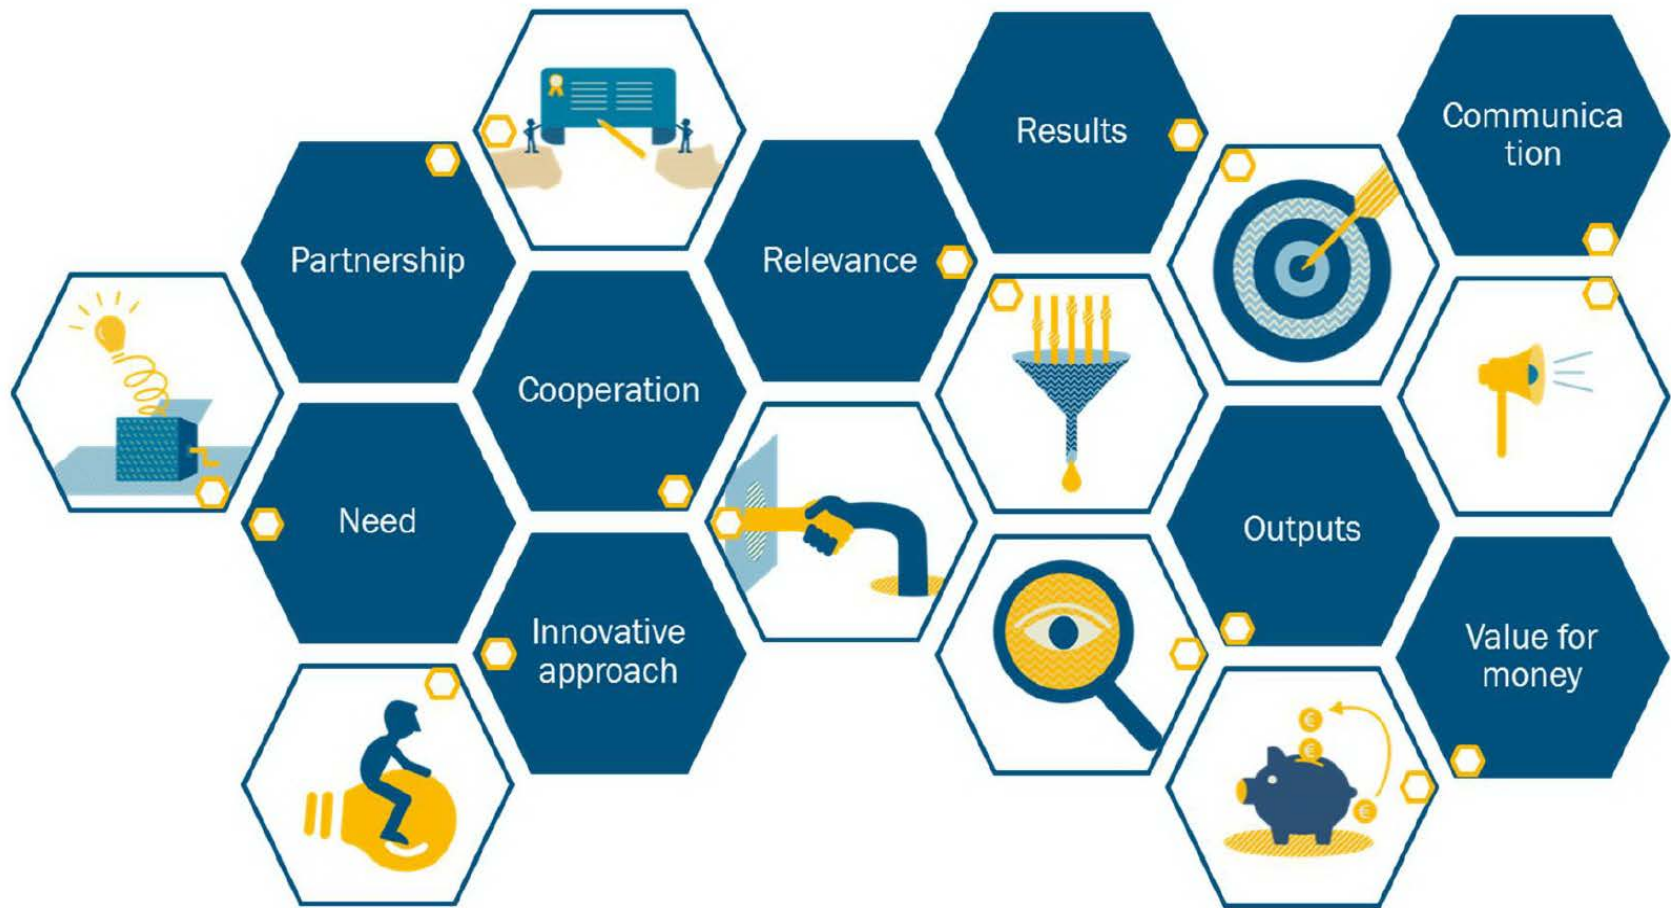 Partnership
Need
Cooperation
Innovative
approach
Relevance
Results
Outputs
Communica
tion
Value for
money
€
€
€